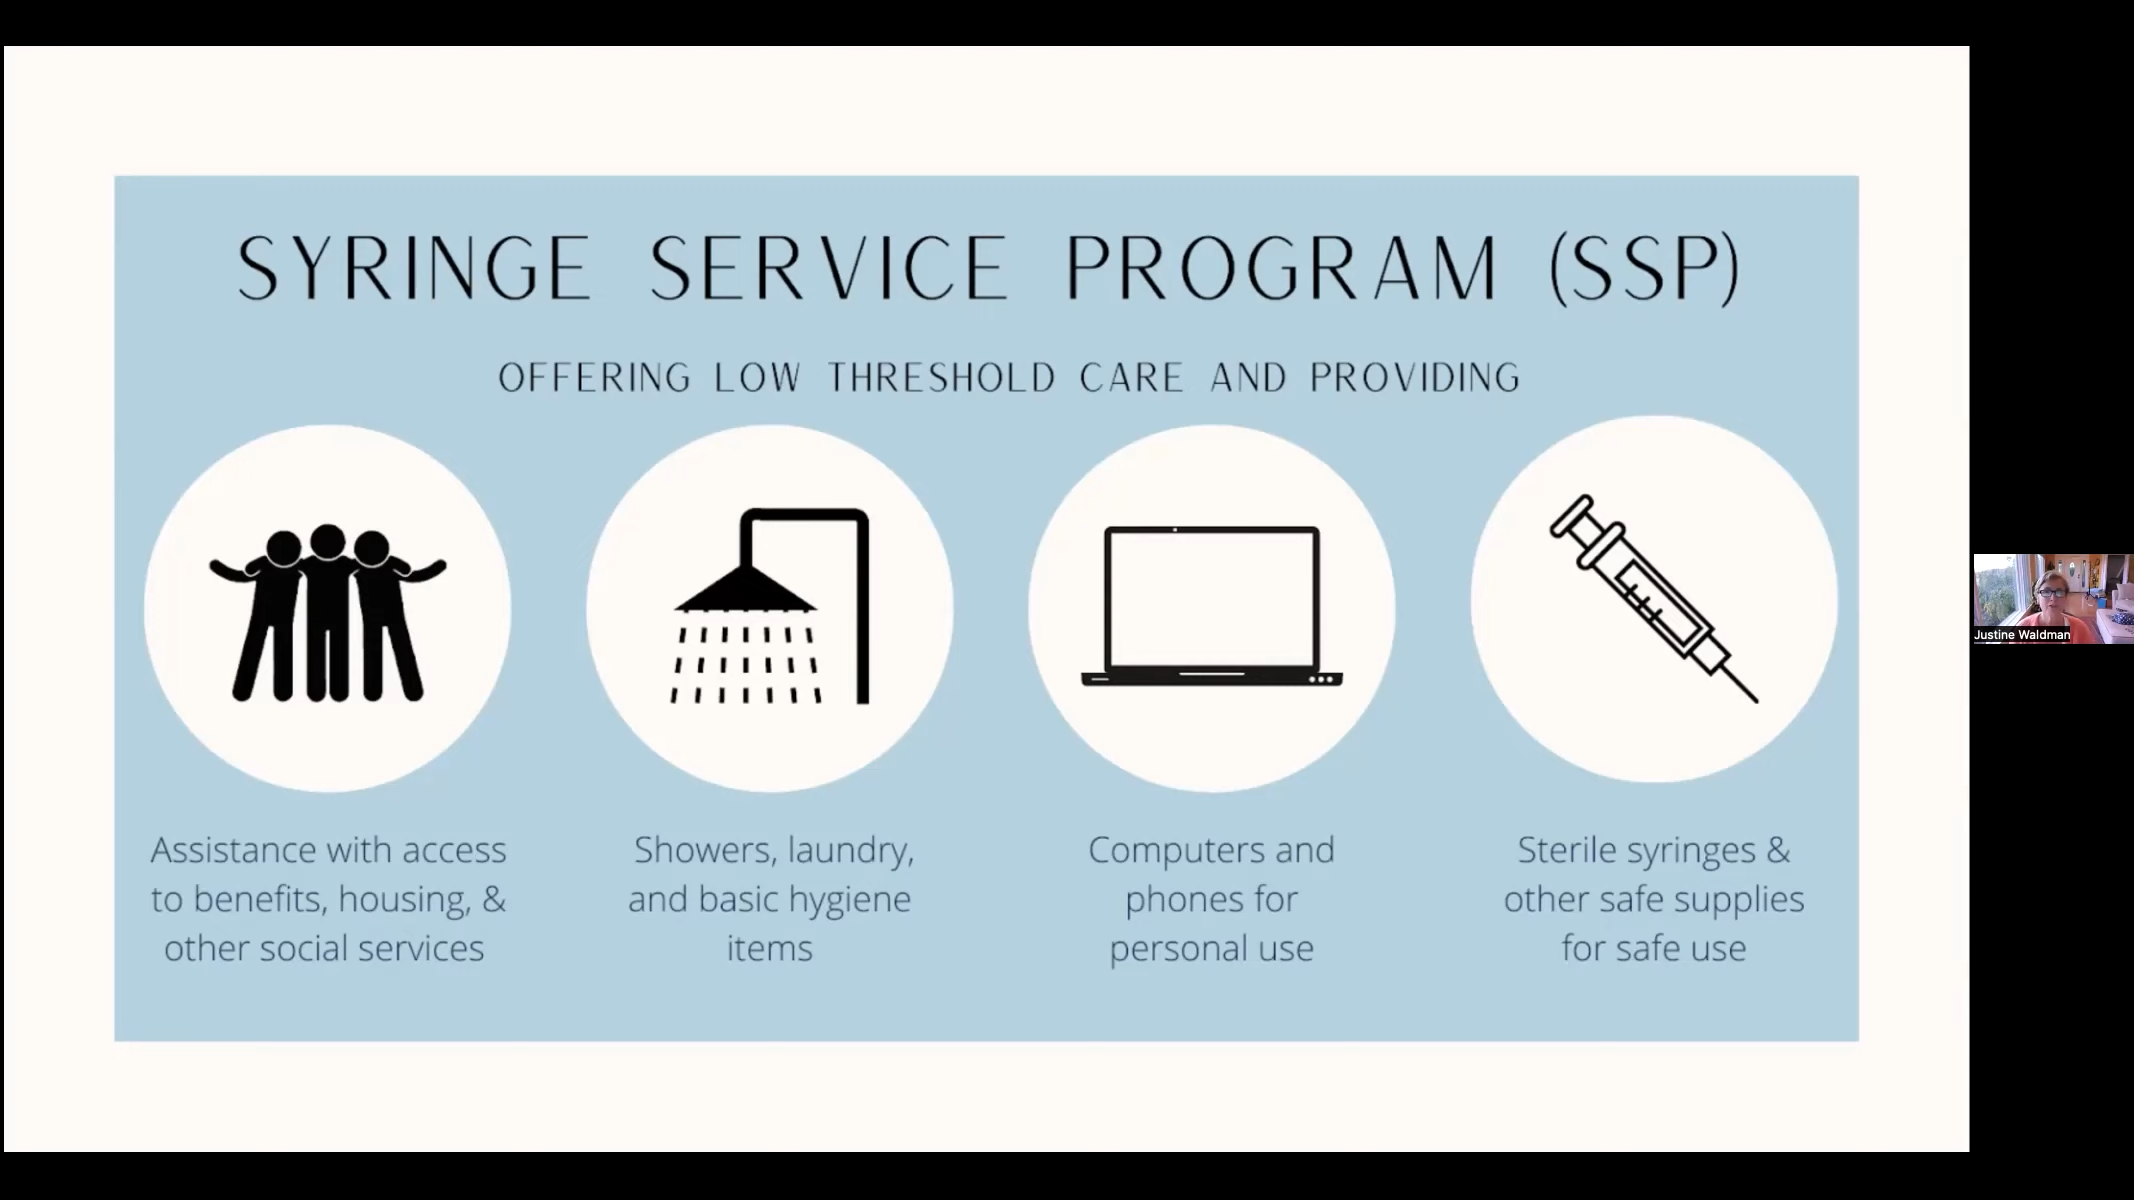 SYRINGE SERVICE PROGRAM (SSP)
OFFERING LOW THRESHOLD CARE AND PROVIDING
Assistance with access
to benefits, housing, &
other social services
Showers, laundry,
and basic hygiene
items
Computers and
phones for
personal use
Sterile syringes &
other safe supplies
for safe use
Justine Waldman